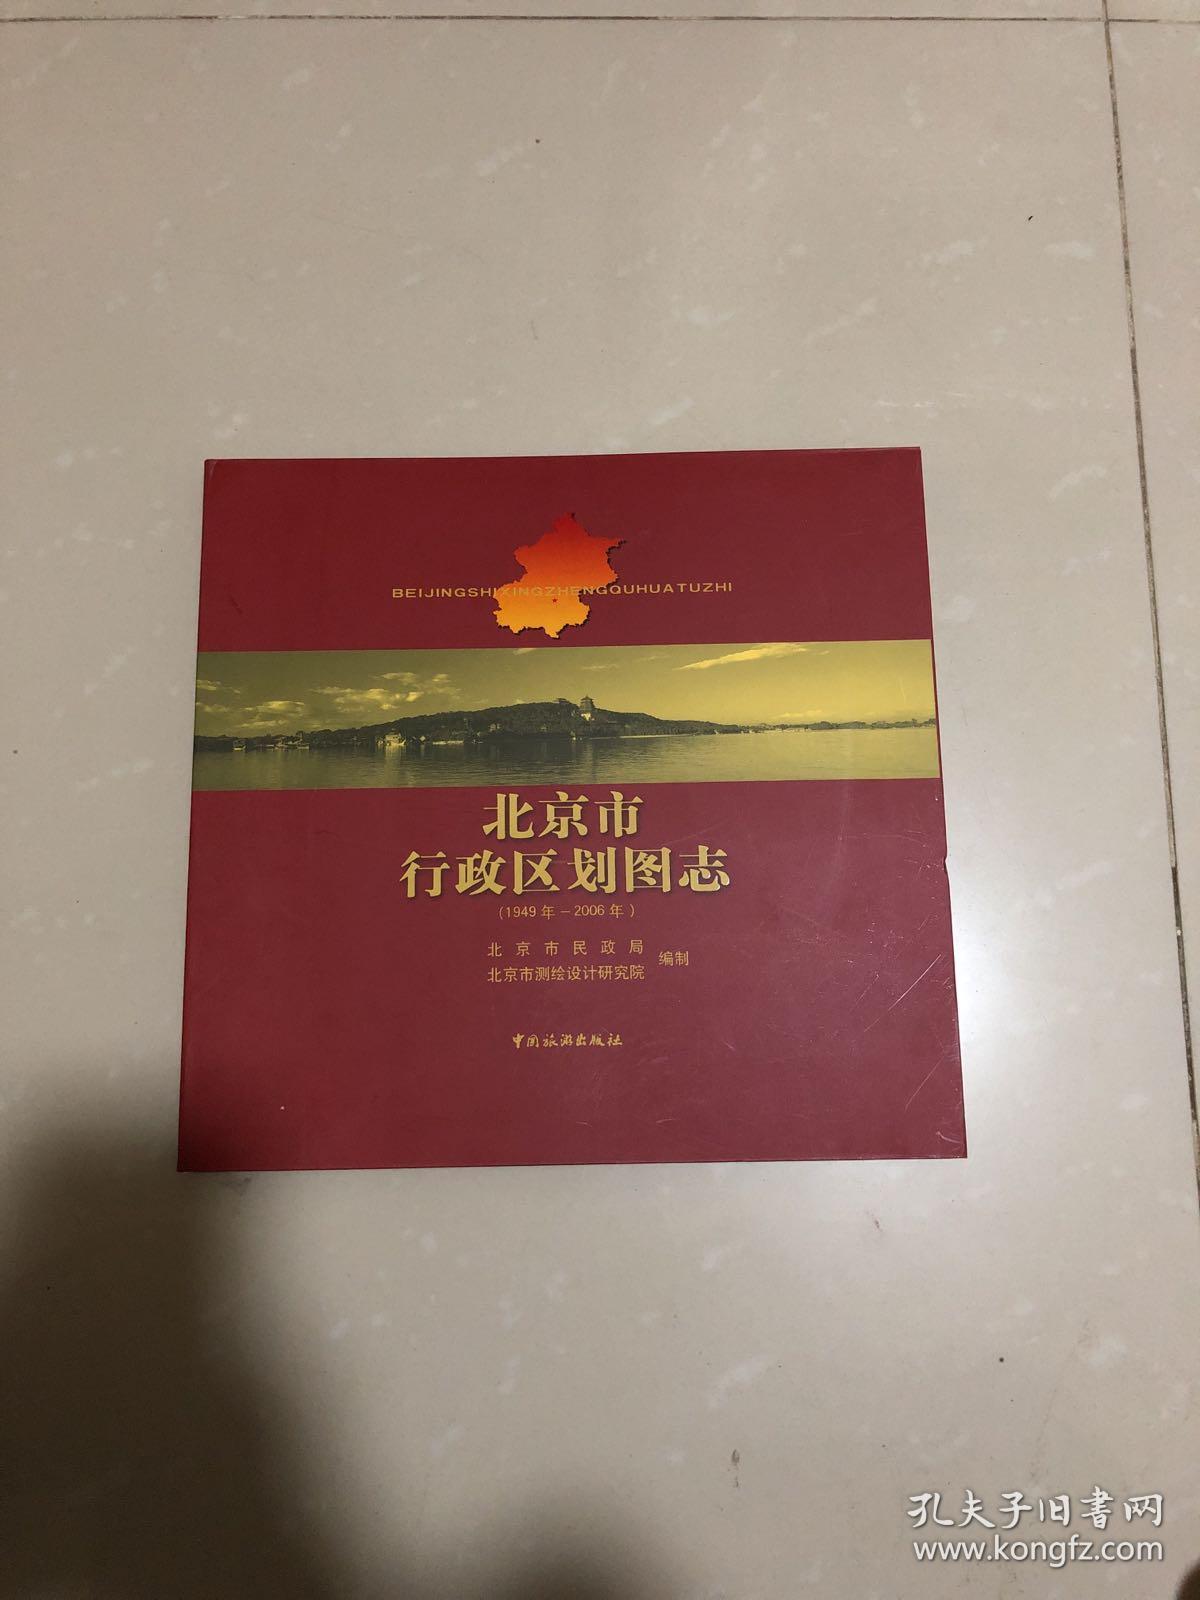 BEIJINGSHIXINGZHENGQUHUATUZHI
北京市
行政区划图志
(1949年－2006年)
北京市民政局
北京市测绘设计研究院
编制
中国旅游出版社
孔夫子旧书网
www.kongfz.com